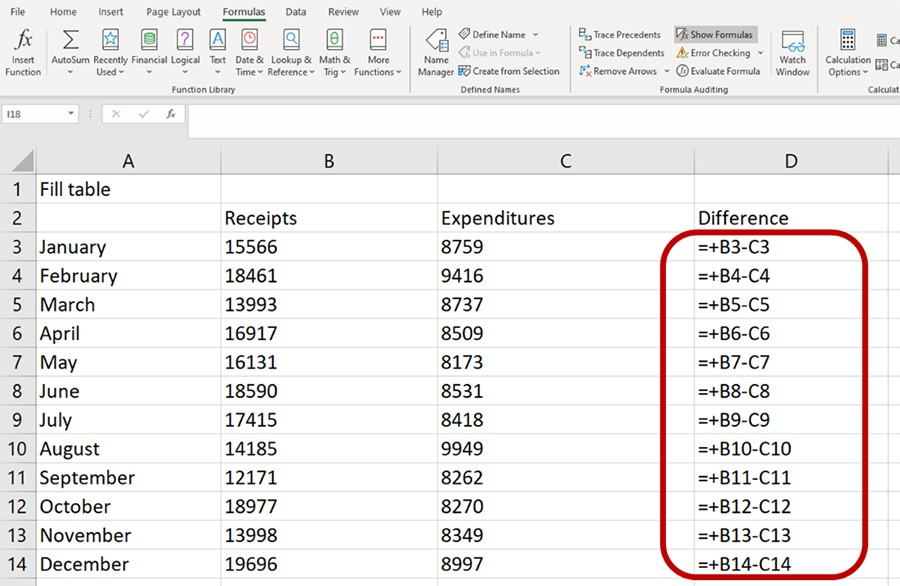 File Home Insert Page Layout Formulas Data Review View Help
fx Insert Function
AutoSum
Recently Used
Financial
Logical
Text
Date & Time
Lookup & Reference
Math & Trig
More Functions
Function Library
Name Manager
Define Name
Use in Formula
Create from Selection
Defined Names
Trace Precedents
Trace Dependents
Remove Arrows
Show Formulas
Error Checking
Evaluate Formula
Formula Auditing
Watch Window
Calculation Options
Ca
Ca
Calculat
I18 fx
A B C D
1 Fill table
2 Receipts Expenditures Difference
3 January 15566 8759 =+B3-C3
4 February 18461 9416 =+B4-C4
5 March 13993 8737 =+B5-C5
6 April 16917 8509 =+B6-C6
7 May 16131 8173 =+B7-C7
8 June 18590 8531 =+B8-C8
9 July 17415 8418 =+B9-C9
10 August 14185 9949 =+B10-C10
11 September 12171 8262 =+B11-C11
12 October 18977 8270 =+B12-C12
13 November 13998 8349 =+B13-C13
14 December 19696 8997 =+B14-C14